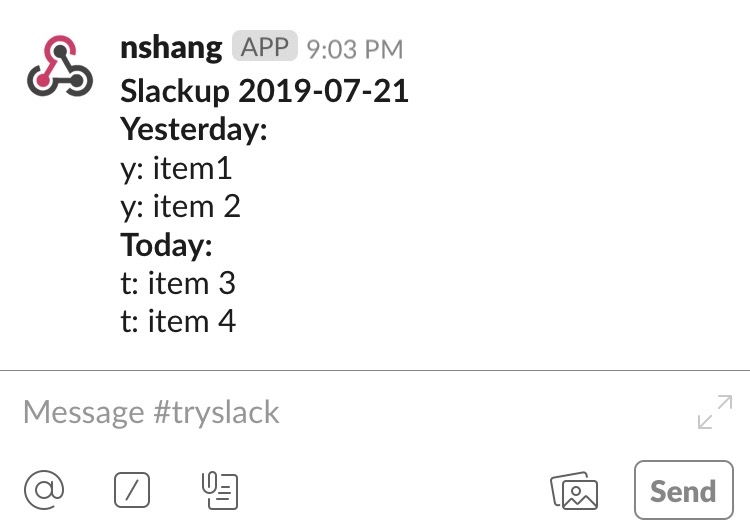 nshang APP 9:03 PM
Slackup 2019-07-21
Yesterday:
y: item1
y: item 2
Today:
t: item 3
t: item 4
Message #tryslack
@ /
Send